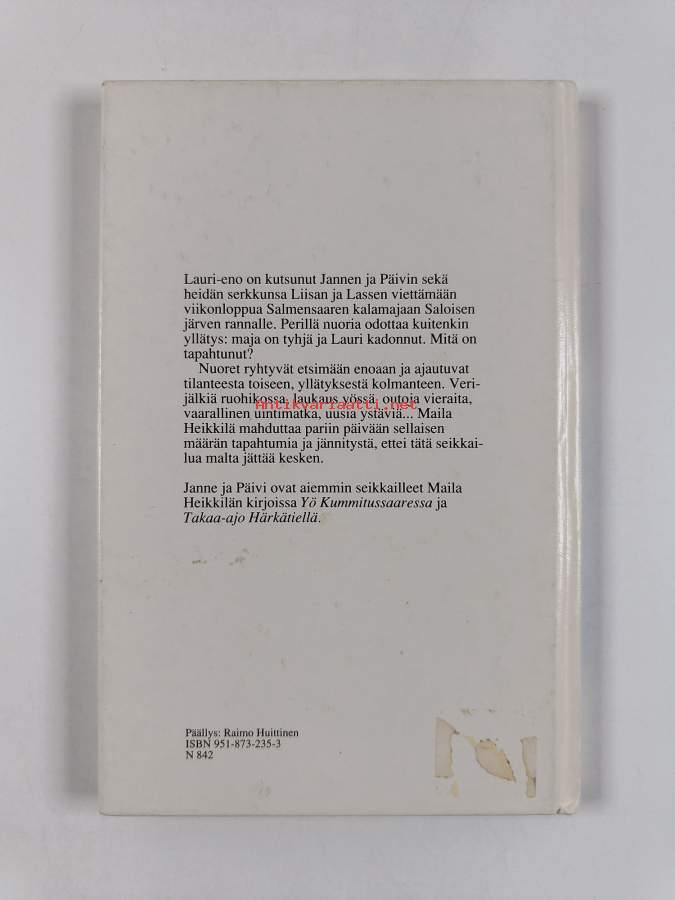 Lauri-eno on kutsunut Jannen ja Päivin sekä
heidän serkkunsa Liisan ja Lassen viettämään
viikonloppua Salmensaaren kalamajaan Saloisen
järven rannalle. Perillä nuoria odottaa kuitenkin
yllätys: maja on tyhjä ja Lauri kadonnut. Mitä on
tapahtunut?
Nuoret ryhtyvät etsimään enoaan ja ajautuvat
tilanteesta toiseen, yllätyksestä kolmanteen. Veri-
jälkiä ruohikossa, laukaus yössä, outoja vieraita,
Antikvariaatti.net
vaarallinen uintimatka, uusia ystäviä... Maila
Heikkilä mahduttaa pariin päivään sellaisen
määrän tapahtumia ja jännitystä, ettei tätä seikkai-
lua malta jättää kesken.
Janne ja Päivi ovat aiemmin seikkailleet Maila
Heikkilän kirjoissa Yö Kummitussaaressa ja
Takaa-ajo Härkätiellä.
Päällys: Raimo Huittinen
ISBN 951-873-235-3
N 842